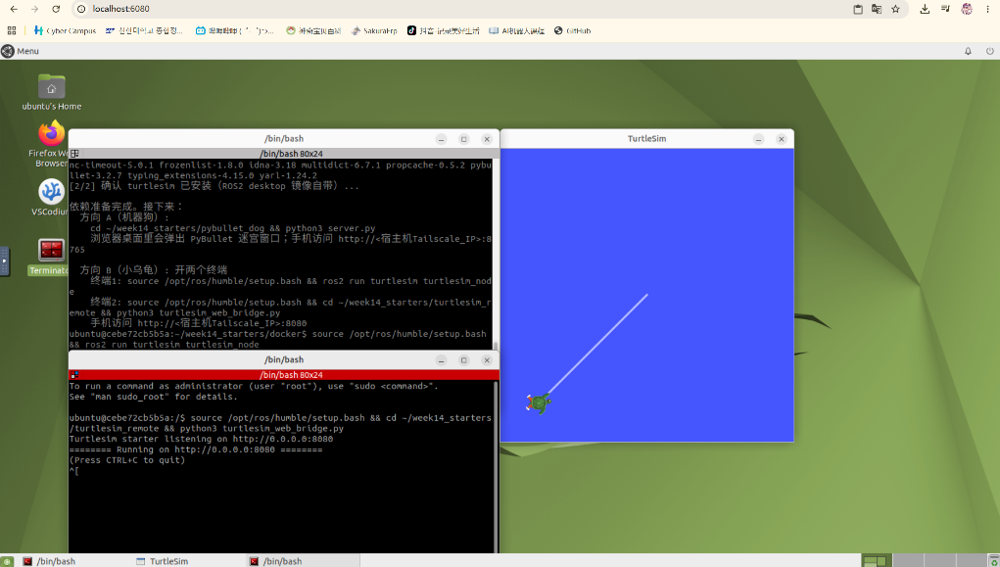 localhost:6080
Cyber Campus
GitHub
Menu
ubuntu's Home
Firefox We
Browser
VSCodium
Terminato
/bin/bash
/bin/bash 80x24
nc-timeout-5.0.1 frozenlist-1.8.0 idna-3.18 multidict-6.7.1 propcache-0.5.2 pybu
llet-3.2.7 typing_extensions-4.15.0 yarl-1.24.2
[2/2] 确认 turtlesim 已安装（ROS2 desktop 镜像自带）...
依赖准备完成。接下来：
方向 A（机器狗）:
cd ~/week14_starters/pybullet_dog && python3 server.py
浏览器桌面里会弹出 PyBullet 迷宫窗口；手机访问 http://<宿主机Tailscale_IP>:8
765
方向 B（小乌龟）: 开两个终端
终端1: source /opt/ros/humble/setup.bash && ros2 run turtlesim turtlesim_nod
e
终端2: source /opt/ros/humble/setup.bash && cd ~/week14_starters/turtlesim_r
emote && python3 turtlesim_web_bridge.py
手机访问 http://<宿主机Tailscale_IP>:8080
ubuntu@cebe72cb5b5a:~/week14_starters/docker$ source /opt/ros/humble/setup.bash
&& ros2 run turtlesim turtlesim_node
/bin/bash
/bin/bash 80x24
To run a command as administrator (user "root"), use "sudo <command>".
See "man sudo_root" for details.
ubuntu@cebe72cb5b5a:/$ source /opt/ros/humble/setup.bash && cd ~/week14_starters
/turtlesim_remote && python3 turtlesim_web_bridge.py
Turtlesim starter listening on http://0.0.0.0:8080
======== Running on http://0.0.0.0:8080 ========
(Press CTRL+C to quit)
^[
TurtleSim
/bin/bash
TurtleSim
/bin/bash